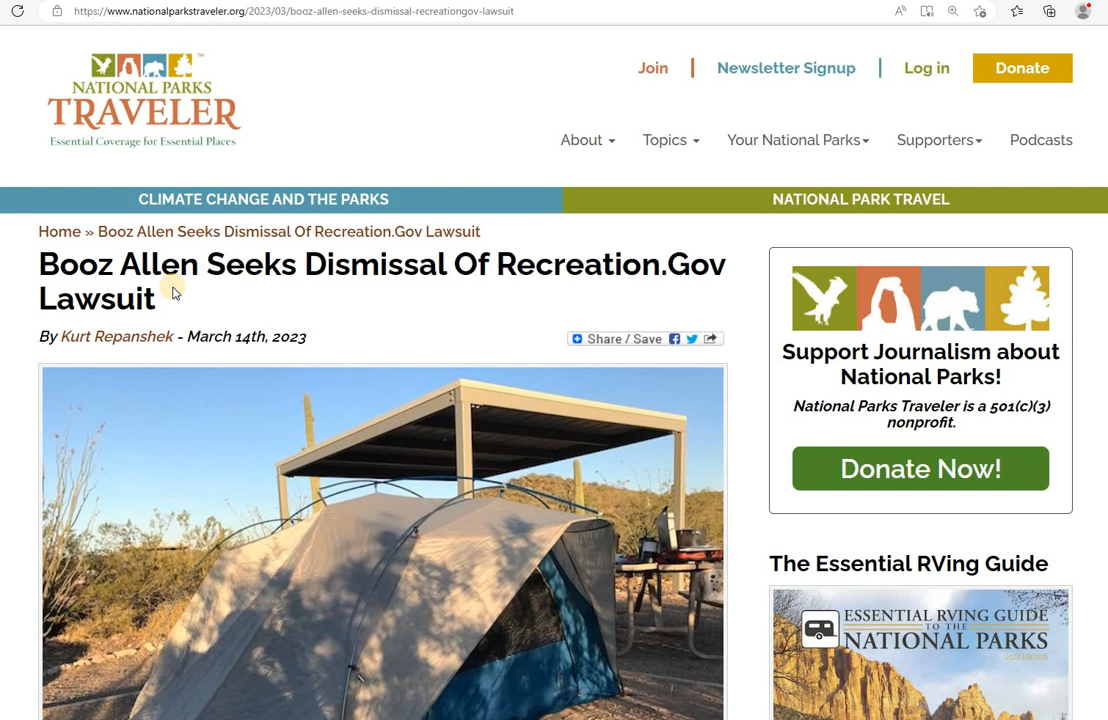 https://www.nationalparkstraveler.org/2023/03/booz-allen-seeks-dismissal-recreationgov-lawsuit
NATIONAL PARKS
TRAVELER
Essential Coverage for Essential Places
Join
Newsletter Signup
Log in
Donate
About
Topics
Your National Parks
Supporters
Podcasts
CLIMATE CHANGE AND THE PARKS
NATIONAL PARK TRAVEL
Home » Booz Allen Seeks Dismissal Of Recreation.Gov Lawsuit
Booz Allen Seeks Dismissal Of Recreation.Gov
Lawsuit
By Kurt Repanshek - March 14th, 2023
Share / Save
Support Journalism about
National Parks!
National Parks Traveler is a 501(c)(3)
nonprofit.
Donate Now!
The Essential RVing Guide
ESSENTIAL RVING GUIDE
TO THE
NATIONAL PARKS